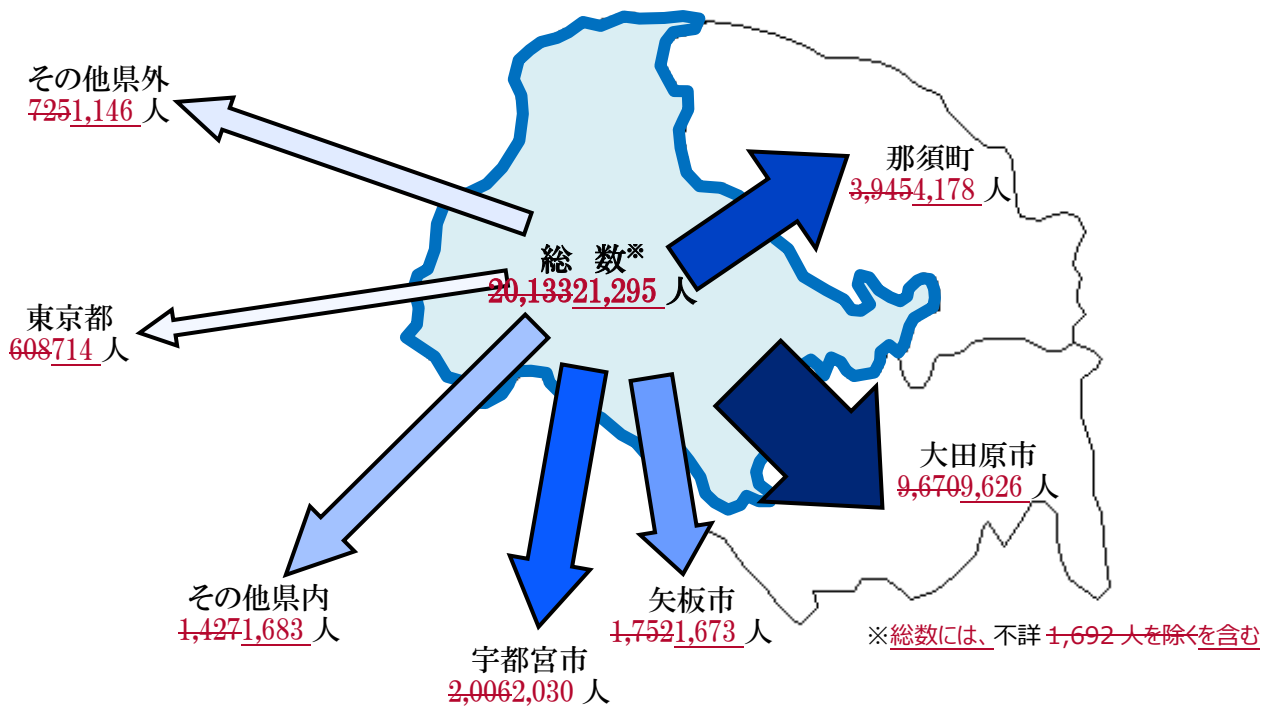 その他県外
7251,146 人
那須町
3,9454,178 人
総 数※
20,13321,295 人
東京都
608714 人
大田原市
9,6709,626 人
その他県内
1,4271,683 人
矢板市
1,7521,673 人
※総数には、不詳 1,692 人を除くを含む
宇都宮市
2,0062,030 人